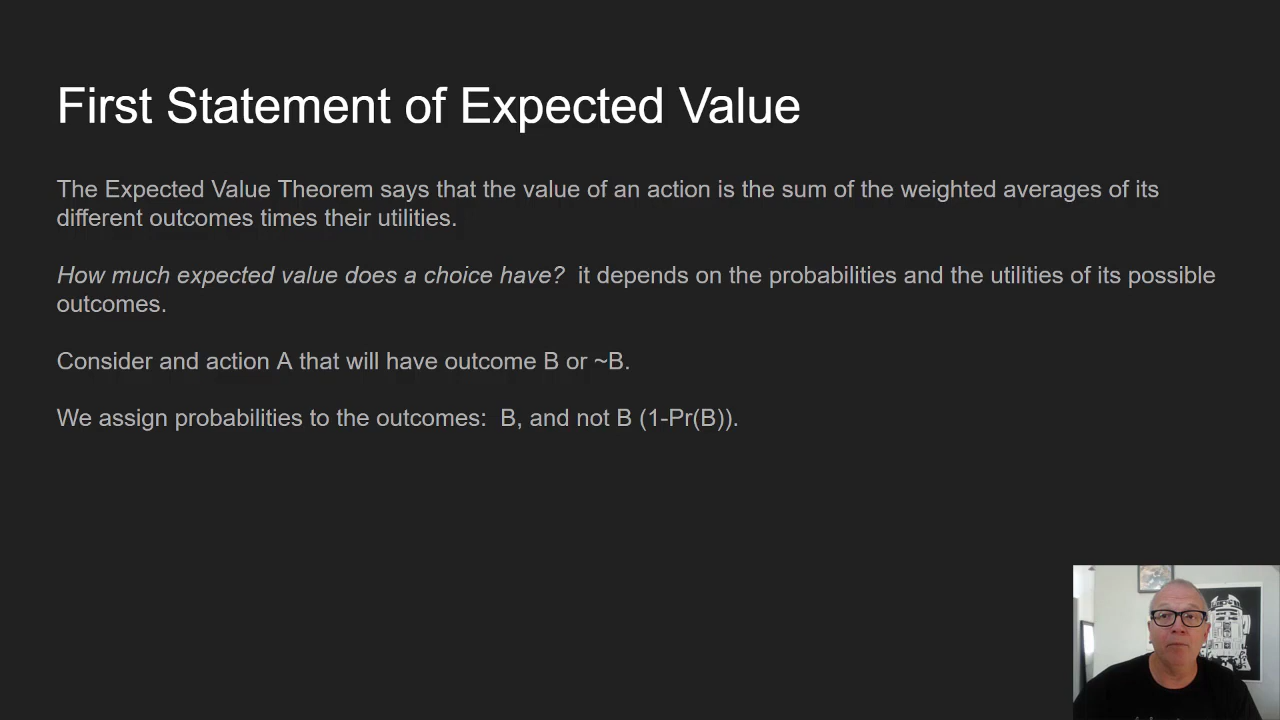 First Statement of Expected Value
The Expected Value Theorem says that the value of an action is the sum of the weighted averages of its
different outcomes times their utilities.
How much expected value does a choice have?  it depends on the probabilities and the utilities of its possible
outcomes.
Consider and action A that will have outcome B or ~B.
We assign probabilities to the outcomes:  B, and not B (1-Pr(B)).